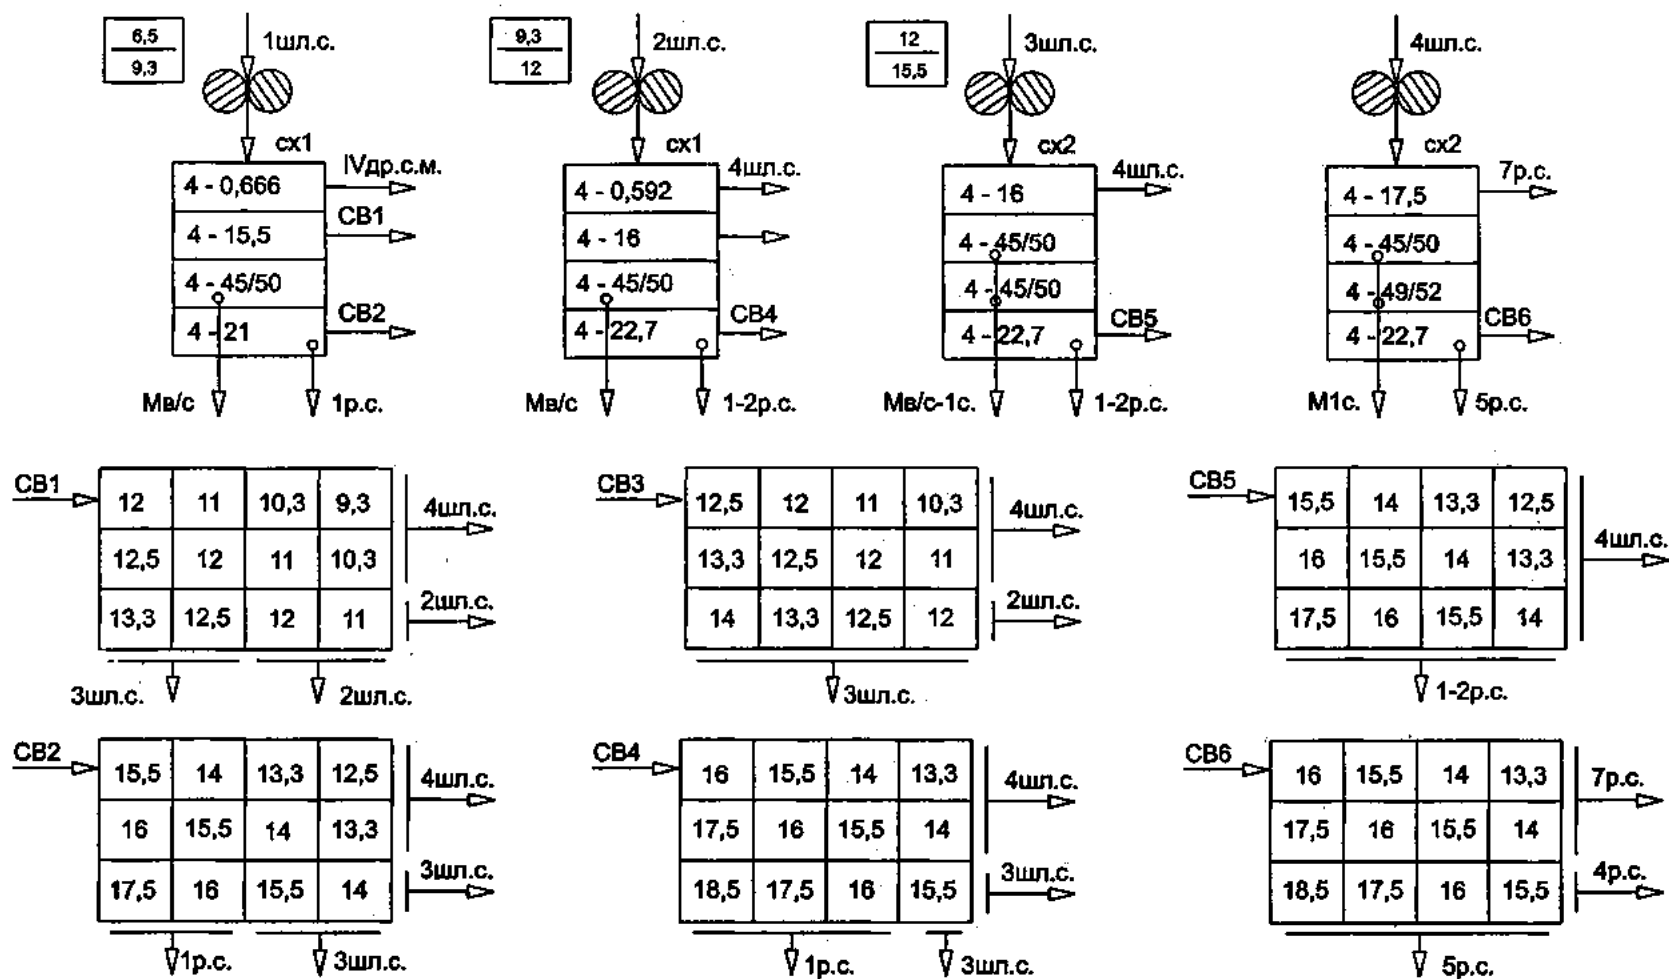 6,5
9,3
1шл.с.
9,3
12
2шл.с.
12
15,5
3шл.с.
4шл.с.
сх1
сх1
сх2
сх2
4 - 0,666
IVдр.с.м.
4 - 15,5
СВ1
4 - 45/50
4 - 21
СВ2
Мв/с
1р.с.
4 - 0,592
4шл.с.
4 - 16
4 - 45/50
4 - 22,7
СВ4
Мв/с
1-2р.с.
4 - 16
4шл.с.
4 - 45/50
4 - 45/50
4 - 22,7
СВ5
Мв/с-1с.
1-2р.с.
4 - 17,5
7р.с.
4 - 45/50
4 - 49/52
4 - 22,7
СВ6
М1с.
5р.с.
СВ1
12 11 10,3 9,3
4шл.с.
12,5 12 11 10,3
13,3 12,5 12 11
2шл.с.
3шл.с.
2шл.с.
СВ3
12,5 12 11 10,3
4шл.с.
13,3 12,5 12 11
14 13,3 12,5 12
2шл.с.
3шл.с.
СВ5
15,5 14 13,3 12,5
16 15,5 14 13,3
4шл.с.
17,5 16 15,5 14
1-2р.с.
СВ2
15,5 14 13,3 12,5
4шл.с.
16 15,5 14 13,3
17,5 16 15,5 14
3шл.с.
1р.с.
3шл.с.
СВ4
16 15,5 14 13,3
4шл.с.
17,5 16 15,5 14
18,5 17,5 16 15,5
3шл.с.
1р.с.
3шл.с.
СВ6
16 15,5 14 13,3
7р.с.
17,5 16 15,5 14
18,5 17,5 16 15,5
4р.с.
5р.с.